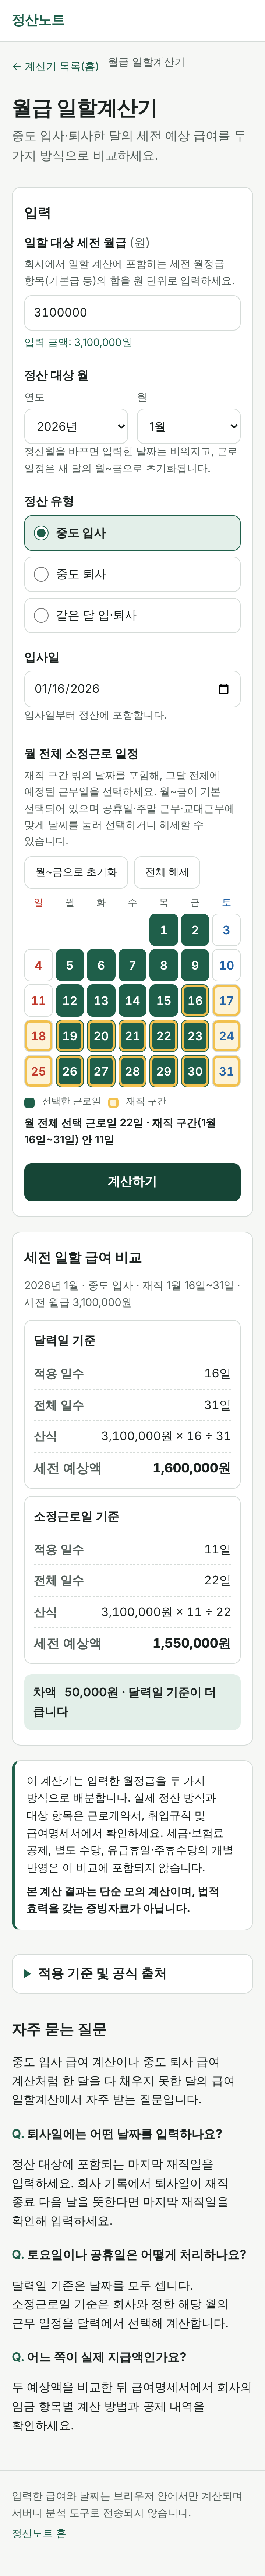 정산노트
← 계산기 목록(홈) 월급 일할계산기
월급 일할계산기
중도 입사·퇴사한 달의 세전 예상 급여를 두
가지 방식으로 비교하세요.
입력
일할 대상 세전 월급 (원)
회사에서 일할 계산에 포함하는 세전 월정급
항목(기본급 등)의 합을 원 단위로 입력하세요.
3100000
입력 금액: 3,100,000원
정산 대상 월
연도 월
2026년 1월
정산월을 바꾸면 입력한 날짜는 비워지고, 근로
일정은 새 달의 월~금으로 초기화됩니다.
정산 유형
중도 입사
중도 퇴사
같은 달 입·퇴사
입사일
01/16/2026
입사일부터 정산에 포함합니다.
월 전체 소정근로 일정
재직 구간 밖의 날짜를 포함해, 그달 전체에
예정된 근무일을 선택하세요. 월~금이 기본
선택되어 있으며 공휴일·주말 근무·교대근무에
맞게 날짜를 눌러 선택하거나 해제할 수
있습니다.
월~금으로 초기화 전체 해제
일 월 화 수 목 금 토
1 2 3
4 5 6 7 8 9 10
11 12 13 14 15 16 17
18 19 20 21 22 23 24
25 26 27 28 29 30 31
선택한 근로일 재직 구간
월 전체 선택 근로일 22일 · 재직 구간(1월
16일~31일) 안 11일
계산하기
세전 일할 급여 비교
2026년 1월 · 중도 입사 · 재직 1월 16일~31일 ·
세전 월급 3,100,000원
달력일 기준
적용 일수 16일
전체 일수 31일
산식 3,100,000원 × 16 ÷ 31
세전 예상액 1,600,000원
소정근로일 기준
적용 일수 11일
전체 일수 22일
산식 3,100,000원 × 11 ÷ 22
세전 예상액 1,550,000원
차액 50,000원 · 달력일 기준이 더
큽니다
이 계산기는 입력한 월정급을 두 가지
방식으로 배분합니다. 실제 정산 방식과
대상 항목은 근로계약서, 취업규칙 및
급여명세서에서 확인하세요. 세금·보험료
공제, 별도 수당, 유급휴일·주휴수당의 개별
반영은 이 비교에 포함되지 않습니다.
본 계산 결과는 단순 모의 계산이며, 법적
효력을 갖는 증빙자료가 아닙니다.
적용 기준 및 공식 출처
자주 묻는 질문
중도 입사 급여 계산이나 중도 퇴사 급여
계산처럼 한 달을 다 채우지 못한 달의 급여
일할계산에서 자주 받는 질문입니다.
Q. 퇴사일에는 어떤 날짜를 입력하나요?
정산 대상에 포함되는 마지막 재직일을
입력하세요. 회사 기록에서 퇴사일이 재직
종료 다음 날을 뜻한다면 마지막 재직일을
확인해 입력하세요.
Q. 토요일이나 공휴일은 어떻게 처리하나요?
달력일 기준은 날짜를 모두 셉니다.
소정근로일 기준은 회사와 정한 해당 월의
근무 일정을 달력에서 선택해 계산합니다.
Q. 어느 쪽이 실제 지급액인가요?
두 예상액을 비교한 뒤 급여명세서에서 회사의
임금 항목별 계산 방법과 공제 내역을
확인하세요.
입력한 급여와 날짜는 브라우저 안에서만 계산되며
서버나 분석 도구로 전송되지 않습니다.
정산노트 홈